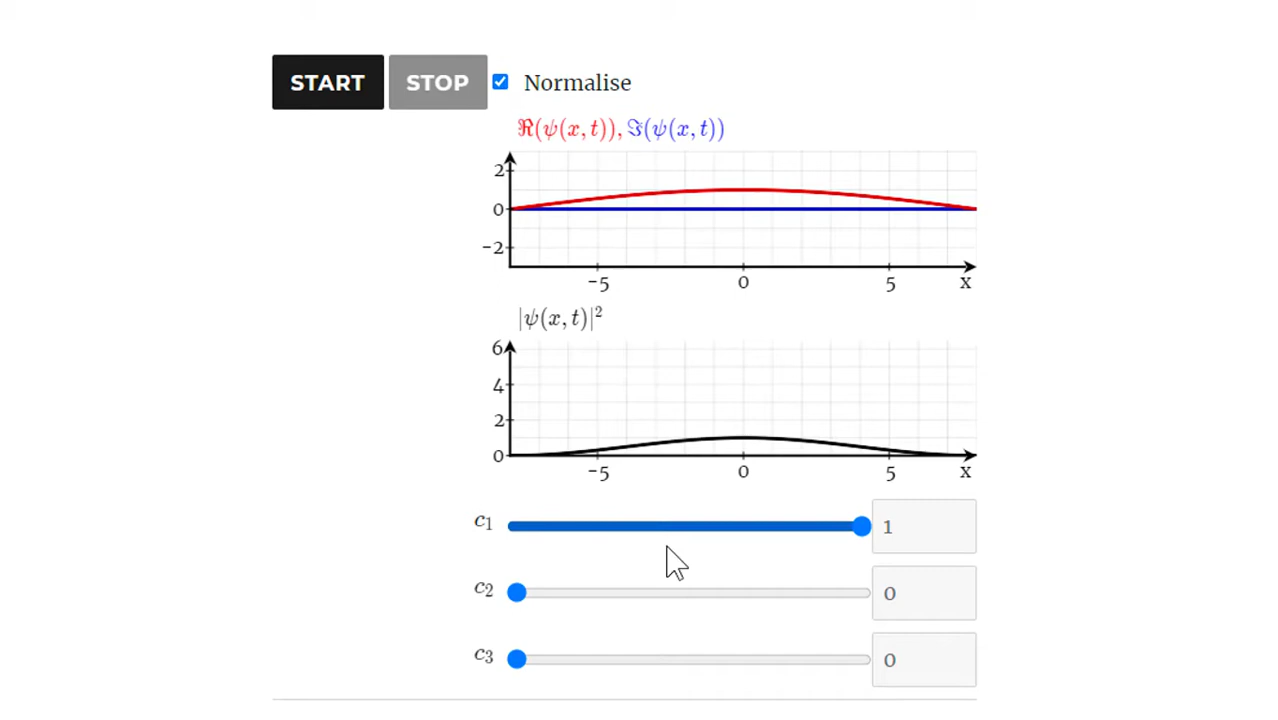 START STOP Normalise
ℜ(ψ(x, t)), ℑ(ψ(x, t))
2
0
−2
−5 0 5 x
|ψ(x, t)|²
6
4
2
0
−5 0 5 x
c₁ 1
c₂ 0
c₃ 0